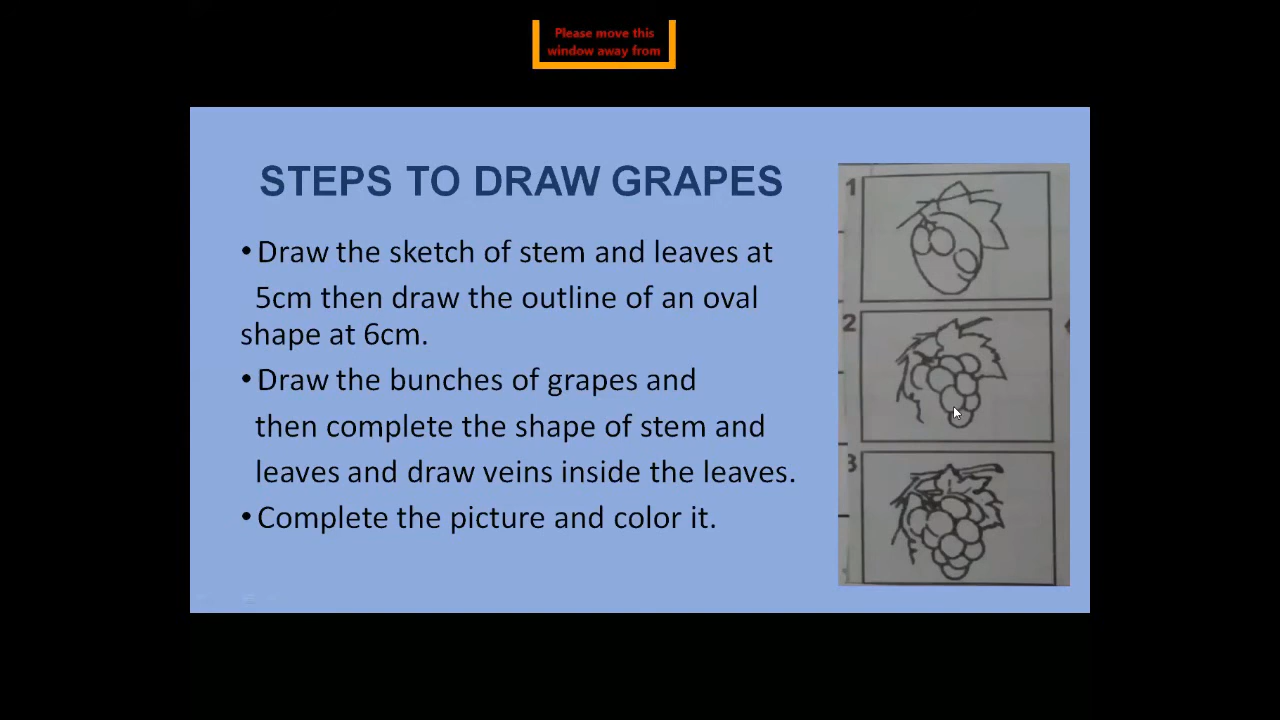 Please move this
window away from
STEPS TO DRAW GRAPES
•Draw the sketch of stem and leaves at
5cm then draw the outline of an oval
shape at 6cm.
•Draw the bunches of grapes and
then complete the shape of stem and
leaves and draw veins inside the leaves.
•Complete the picture and color it.
1
2
3